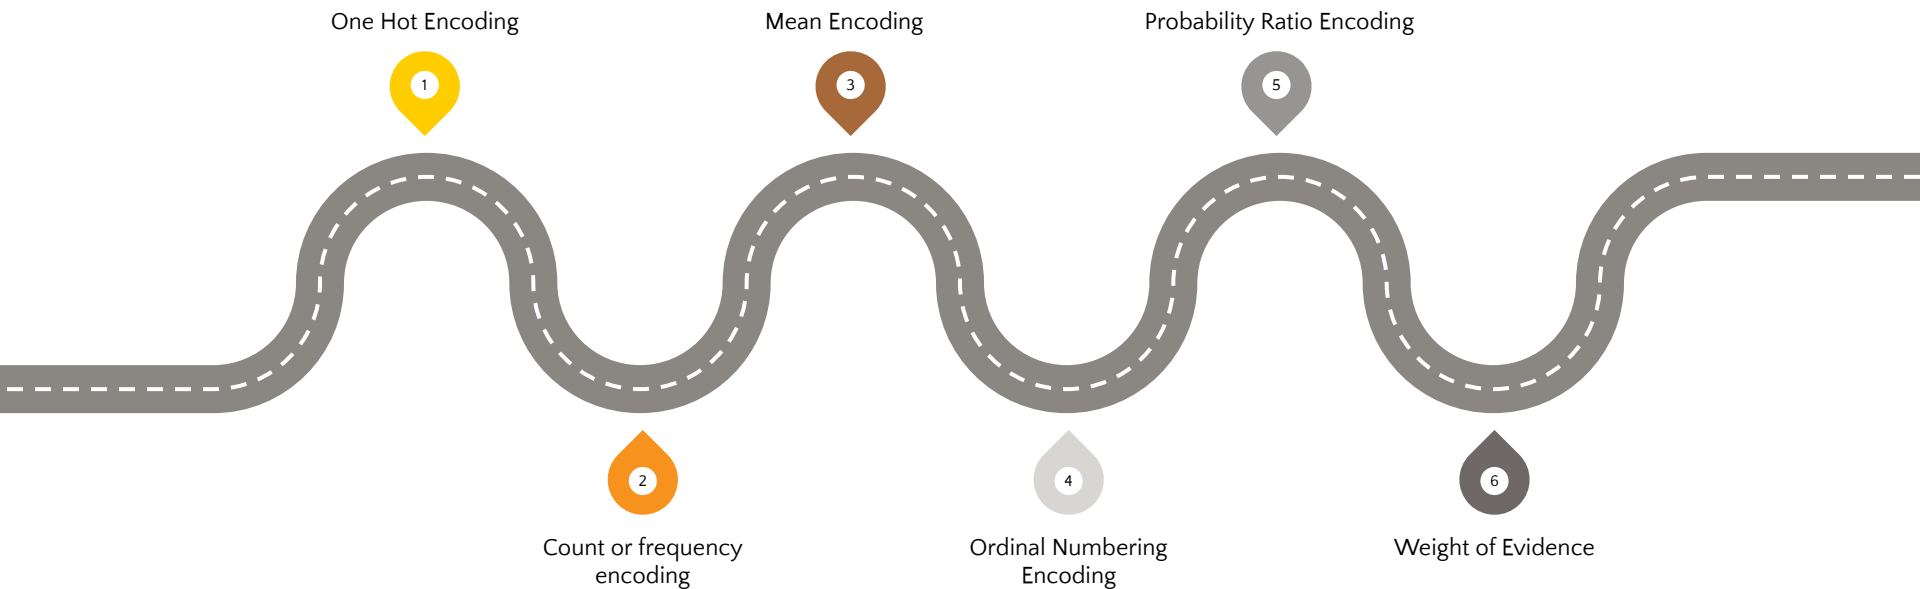 One Hot Encoding
1
Count or frequency
encoding
2
Mean Encoding
3
Ordinal Numbering
Encoding
4
Probability Ratio Encoding
5
Weight of Evidence
6